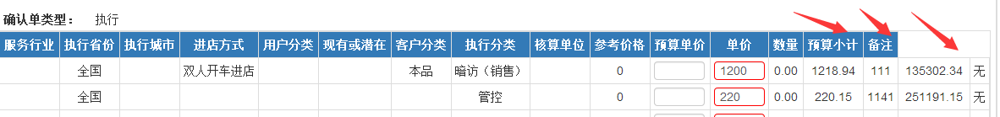 确认单类型： 执行
服务行业 执行省份 执行城市 进店方式 用户分类 现有或潜在 客户分类 执行分类 核算单位 参考价格 预算单价 单价 数量 预算小计 备注
全国 双人开车进店 本品 暗访（销售） 0 1200 0.00 1218.94 111 135302.34 无
全国 管控 0 220 0.00 220.15 1141 251191.15 无